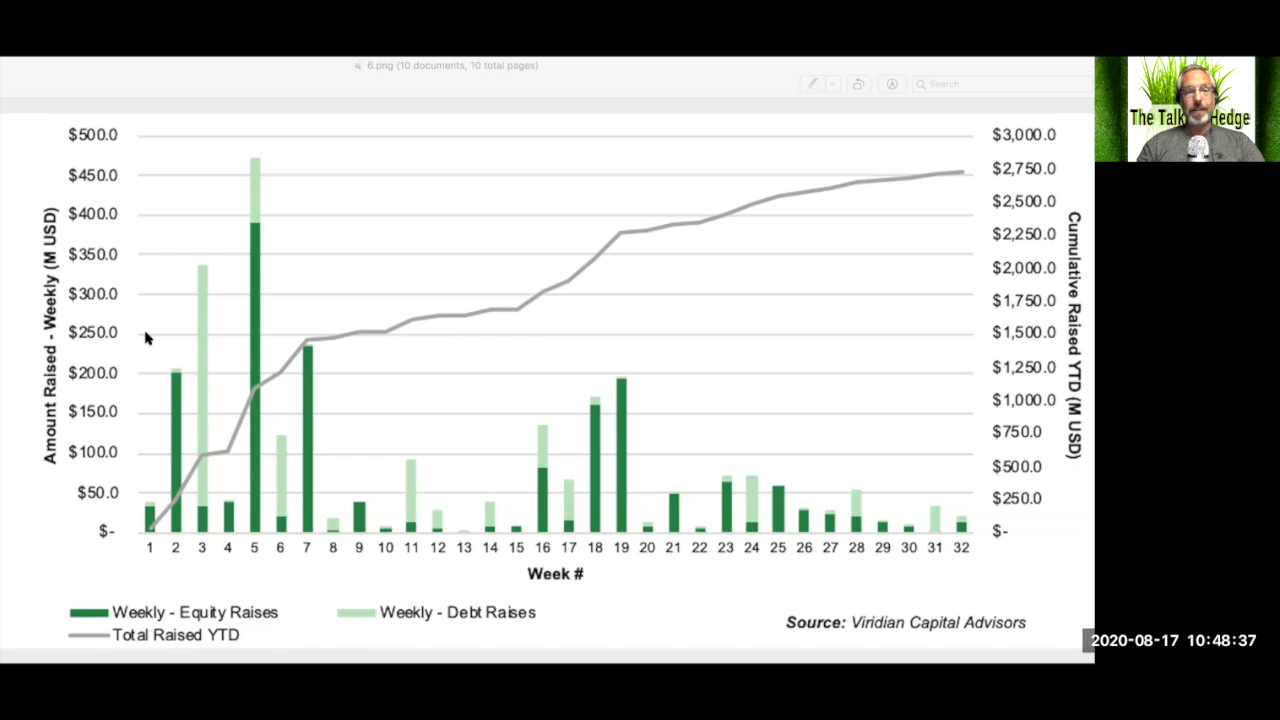 6.png (10 documents, 10 total pages)
Search
The Talk Hedge
$500.0
$450.0
$400.0
$350.0
$300.0
$250.0
$200.0
$150.0
$100.0
$50.0
$-
Amount Raised - Weekly (M USD)
$3,000.0
$2,750.0
$2,500.0
$2,250.0
$2,000.0
$1,750.0
$1,500.0
$1,250.0
$1,000.0
$750.0
$500.0
$250.0
$-
Cumulative Raised YTD (M USD)
1 2 3 4 5 6 7 8 9 10 11 12 13 14 15 16 17 18 19 20 21 22 23 24 25 26 27 28 29 30 31 32
Week #
Weekly - Equity Raises
Weekly - Debt Raises
Total Raised YTD
Source: Viridian Capital Advisors
2020-08-17 10:48:37